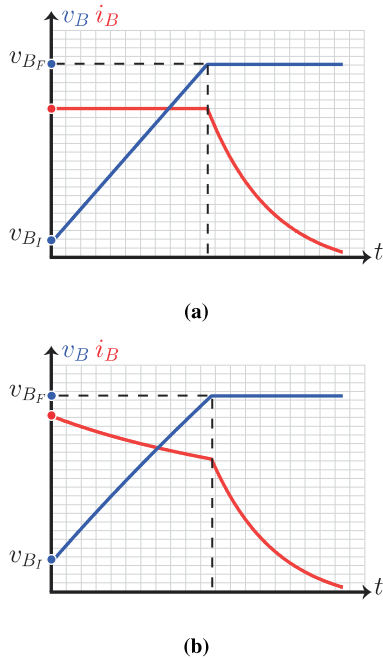 v_B i_B
v_{B_F}
v_{B_I}
t
(a)
v_B i_B
v_{B_F}
v_{B_I}
t
(b)